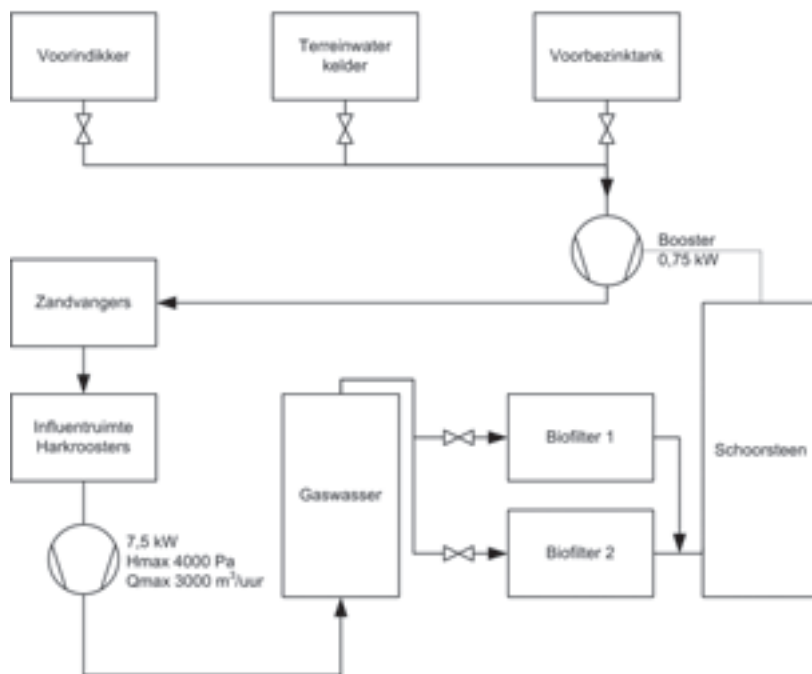 Voorindikker
Terreinwater
kelder
Voorbezinktank
Booster
0,75 kW
Zandvangers
Influentruimte
Harkroosters
Gaswasser
Biofilter 1
Schoorsteen
7,5 kW
Hmax 4000 Pa
Qmax 3000 m³/uur
Biofilter 2